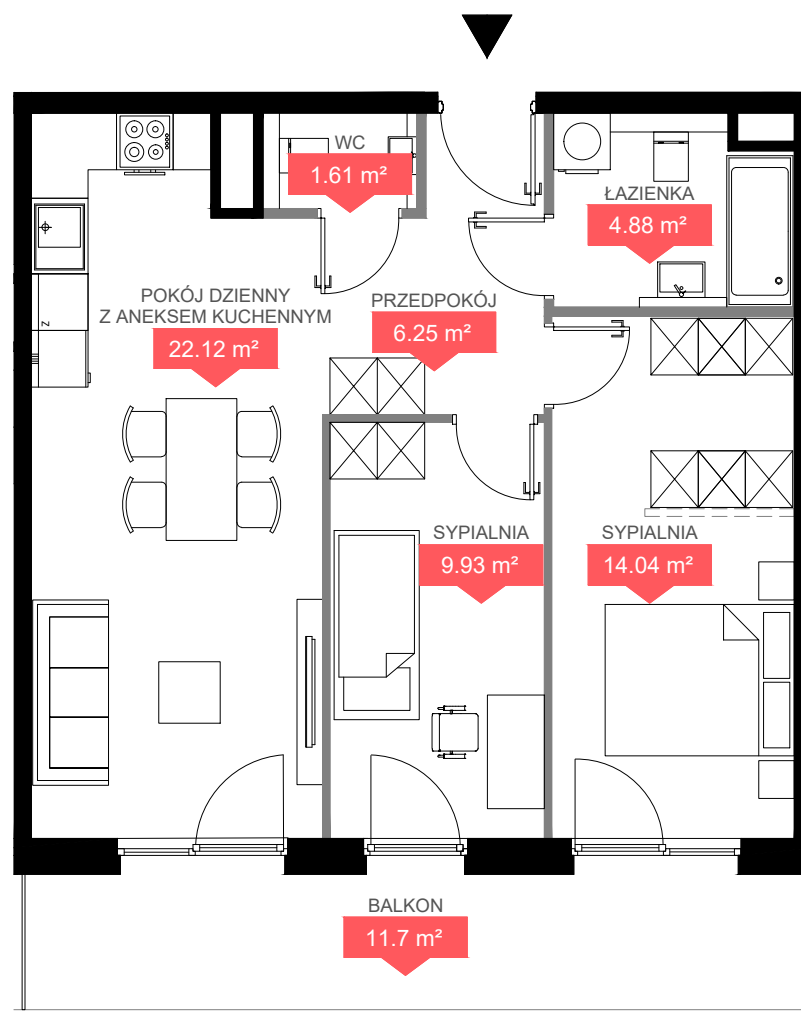 WC
1.61 m²
ŁAZIENKA
4.88 m²
POKÓJ DZIENNY
Z ANEKSEM KUCHENNYM
22.12 m²
PRZEDPOKÓJ
6.25 m²
Z
SYPIALNIA
9.93 m²
SYPIALNIA
14.04 m²
BALKON
11.7 m²